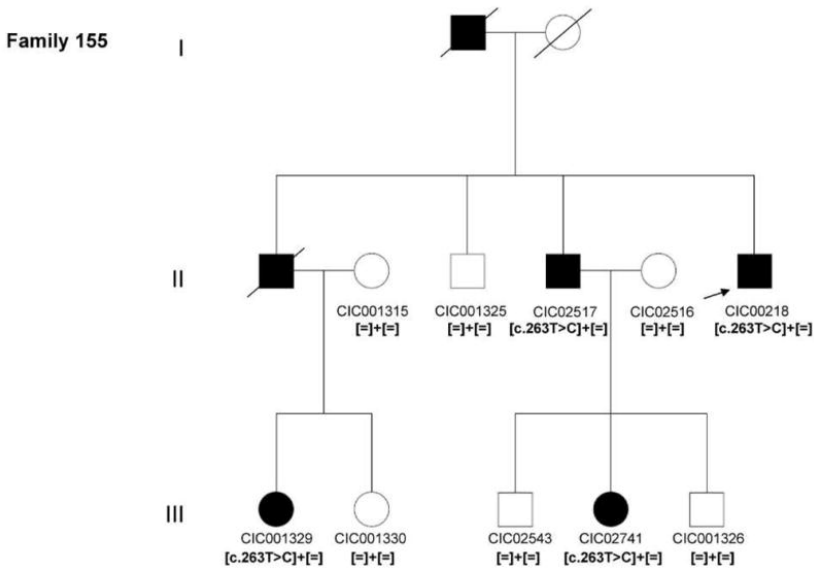 Family 155
I
II
CIC001315 CIC001325 CIC02517 CIC02516 CIC00218
[=]+[=] [=]+[=] [c.263T>C]+[=] [=]+[=] [c.263T>C]+[=]
III
CIC001329 CIC001330 CIC02543 CIC02741 CIC001326
[c.263T>C]+[=] [=]+[=] [=]+[=] [c.263T>C]+[=] [=]+[=]